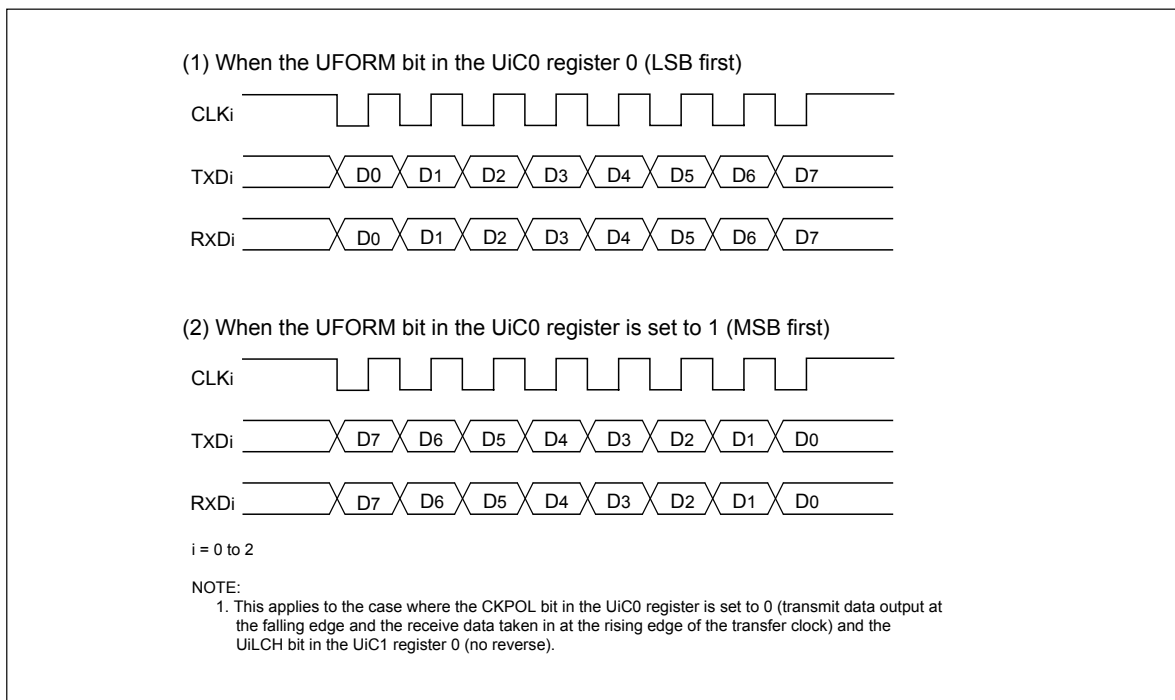 (1) When the UFORM bit in the UiC0 register 0 (LSB first)
CLKi
TXDi D0 D1 D2 D3 D4 D5 D6 D7
RXDi D0 D1 D2 D3 D4 D5 D6 D7
(2) When the UFORM bit in the UiC0 register is set to 1 (MSB first)
CLKi
TXDi D7 D6 D5 D4 D3 D2 D1 D0
RXDi D7 D6 D5 D4 D3 D2 D1 D0
i = 0 to 2
NOTE:
1. This applies to the case where the CKPOL bit in the UiC0 register is set to 0 (transmit data output at
the falling edge and the receive data taken in at the rising edge of the transfer clock) and the
UiLCH bit in the UiC1 register 0 (no reverse).